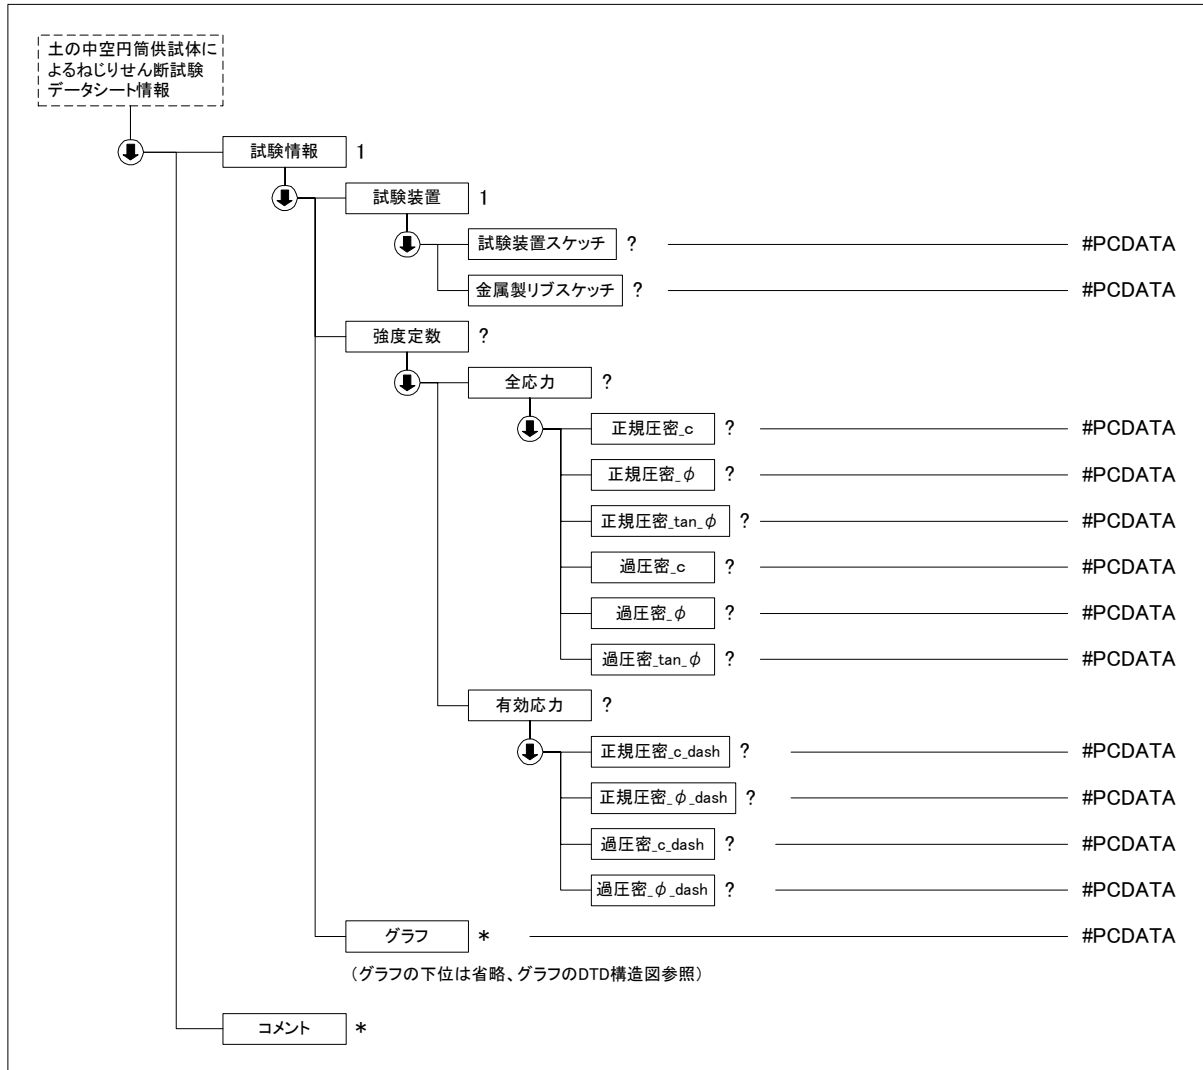 土の中空円筒供試体に
よるねじりせん断試験
データシート情報
試験情報 1
試験装置 1
試験装置スケッチ ? #PCDATA
金属製リブスケッチ ? #PCDATA
強度定数 ?
全応力 ?
正規圧密_c ? #PCDATA
正規圧密_φ ? #PCDATA
正規圧密_tan_φ ? #PCDATA
過圧密_c ? #PCDATA
過圧密_φ ? #PCDATA
過圧密_tan_φ ? #PCDATA
有効応力 ?
正規圧密_c_dash ? #PCDATA
正規圧密_φ_dash ? #PCDATA
過圧密_c_dash ? #PCDATA
過圧密_φ_dash ? #PCDATA
グラフ * #PCDATA
(グラフの下位は省略、グラフのDTD構造図参照)
コメント *